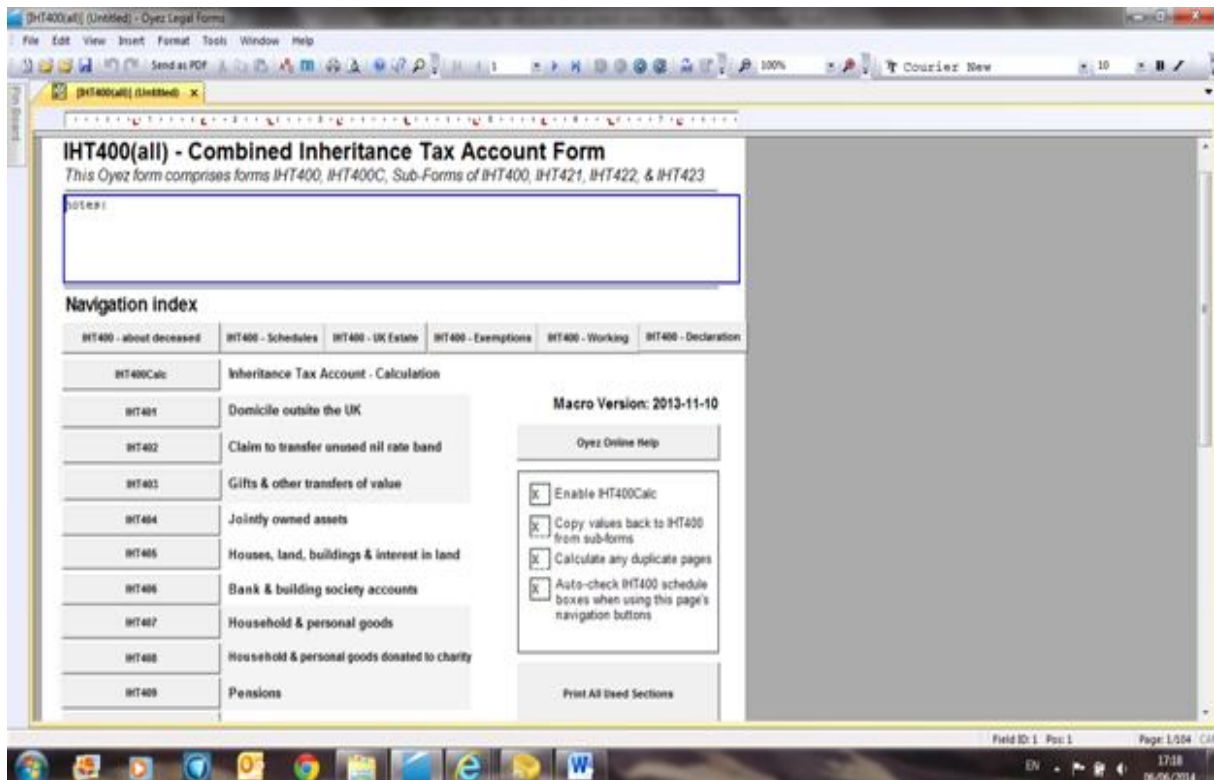 [IHT400(all)] (Untitled) - Oyez Legal Forms
File Edit View Insert Format Tools Window Help
Send as PDF 1 100% Courier New 10 B I
[IHT400(all)] (Untitled) x
IHT400(all) - Combined Inheritance Tax Account Form
This Oyez form comprises forms IHT400, IHT400C, Sub-Forms of IHT400, IHT421, IHT422, & IHT423
notes:
Navigation index
IHT400 - about deceased IHT400 - Schedules IHT400 - UK Estate IHT400 - Exemptions IHT400 - Working IHT400 - Declaration
IHT400Calc Inheritance Tax Account - Calculation
Macro Version: 2013-11-10
IHT401 Domicile outsite the UK
Oyez Online Help
IHT402 Claim to transfer unused nil rate band
IHT403 Gifts & other transfers of value
X Enable IHT400Calc
IHT404 Jointly owned assets
X Copy values back to IHT400
from sub-forms
IHT405 Houses, land, buildings & interest in land
X Calculate any duplicate pages
IHT406 Bank & building society accounts
X Auto-check IHT400 schedule
boxes when using this page's
navigation buttons
IHT407 Household & personal goods
IHT408 Household & personal goods donated to charity
IHT409 Pensions
Print All Used Sections
Field ID: 1 Pos: 1 Page: 1/104
EN 17:18